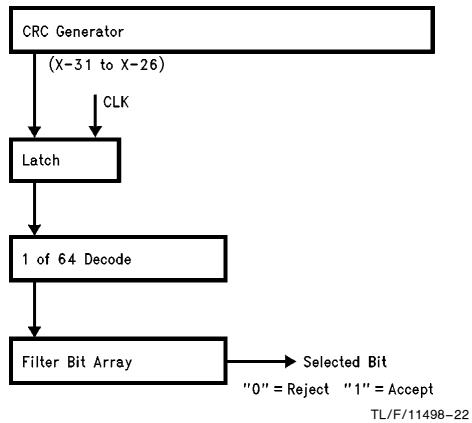 CRC Generator
(X-31 to X-26)
CLK
Latch
1 of 64 Decode
Filter Bit Array
Selected Bit
"0" = Reject "1" = Accept
TL/F/11498-22